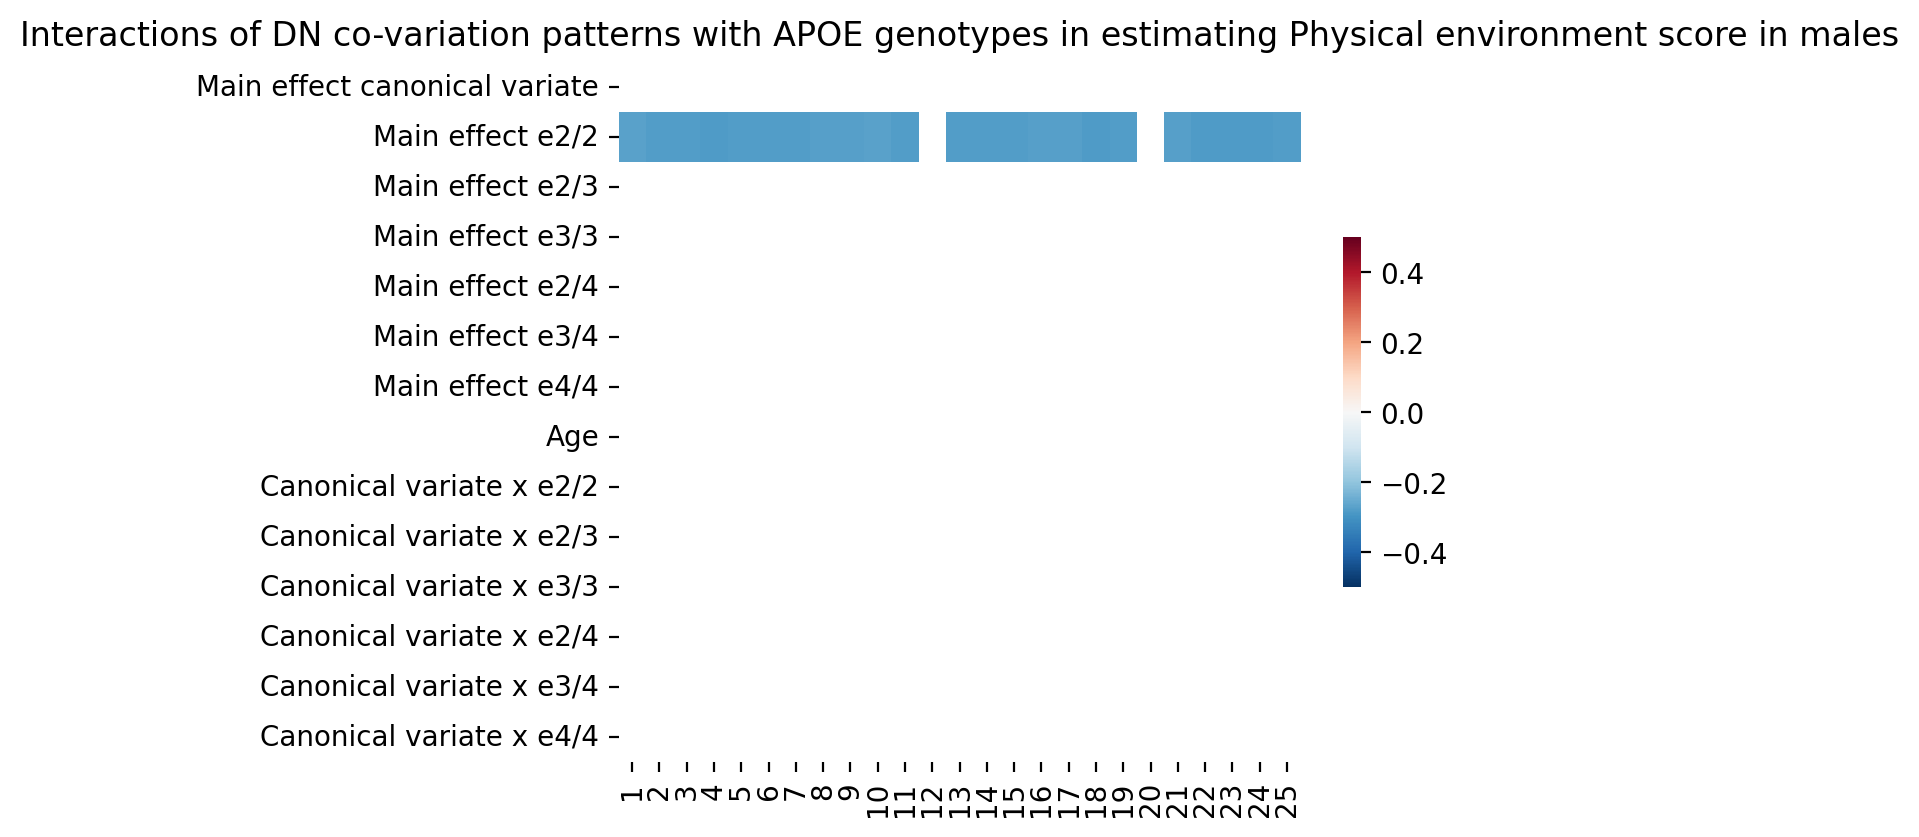 Interactions of DN co-variation patterns with APOE genotypes in estimating Physical environment score in males
Main effect canonical variate
Main effect e2/2
Main effect e2/3
Main effect e3/3
Main effect e2/4
Main effect e3/4
Main effect e4/4
Age
Canonical variate x e2/2
Canonical variate x e2/3
Canonical variate x e3/3
Canonical variate x e2/4
Canonical variate x e3/4
Canonical variate x e4/4
1 2 3 4 5 6 7 8 9 10 11 12 13 14 15 16 17 18 19 20 21 22 23 24 25
0.4
0.2
0.0
−0.2
−0.4